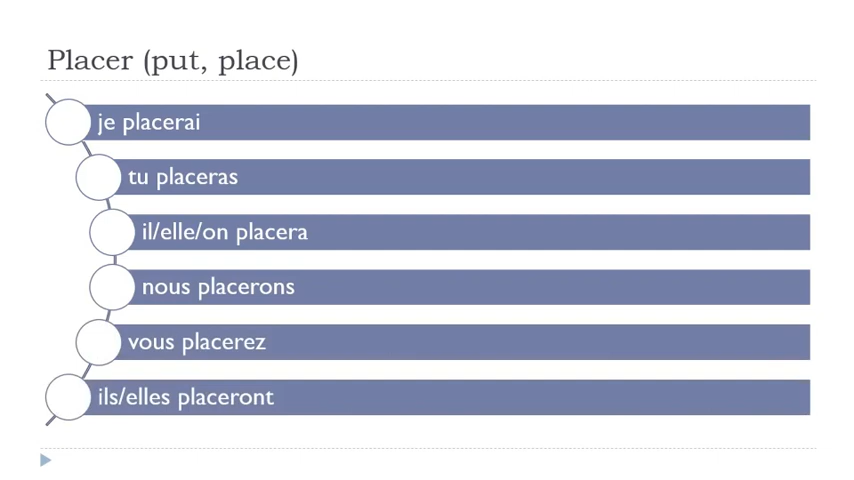 Placer (put, place)
je placerai
tu placeras
il/elle/on placera
nous placerons
vous placerez
ils/elles placeront